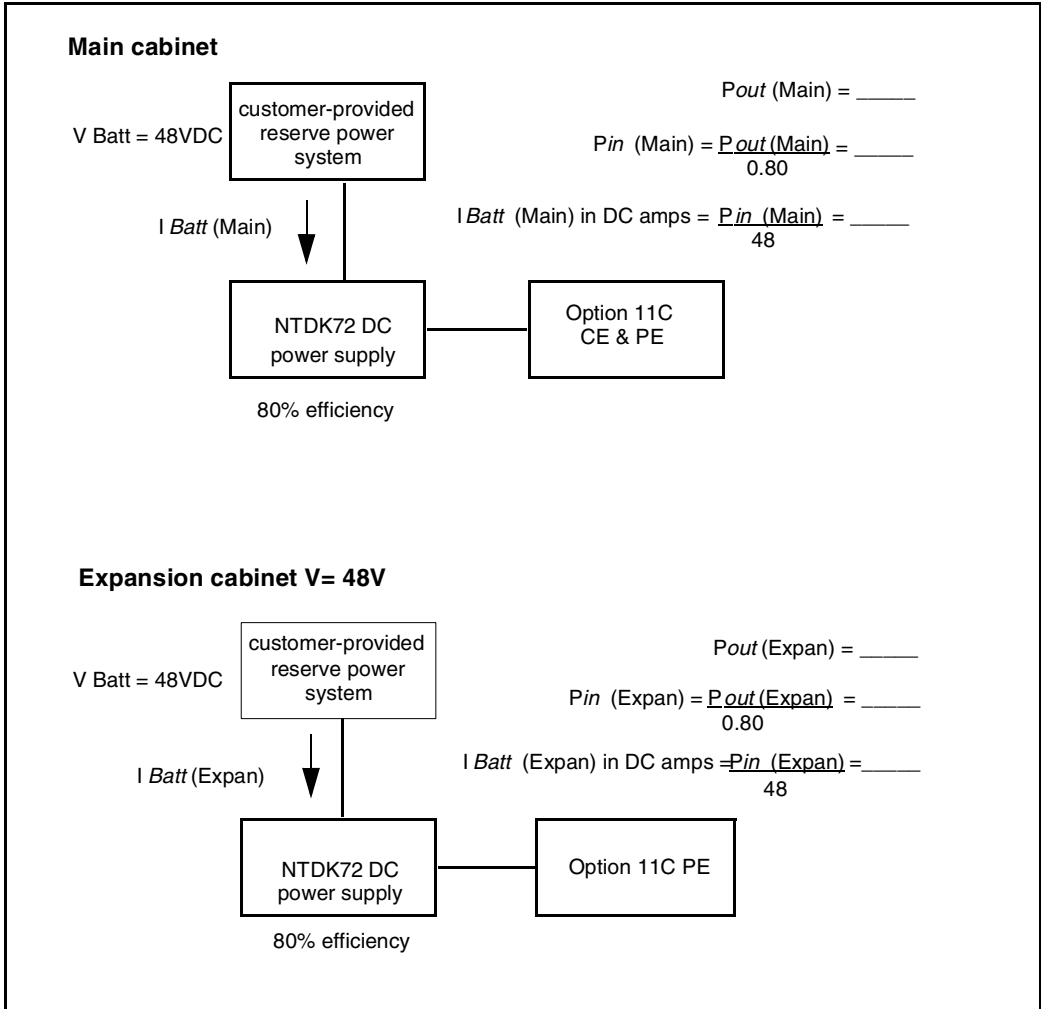 Main cabinet
V Batt = 48VDC
customer-provided
reserve power
system
Pout (Main) = _____
Pin (Main) = Pout (Main) = _____
0.80
I Batt (Main)
I Batt (Main) in DC amps = Pin (Main) = _____
48
NTDK72 DC
power supply
Option 11C
CE & PE
80% efficiency
Expansion cabinet V= 48V
V Batt = 48VDC
customer-provided
reserve power
system
Pout (Expan) = _____
Pin (Expan) = Pout (Expan) = _____
0.80
I Batt (Expan)
I Batt (Expan) in DC amps =Pin (Expan) =_____
48
NTDK72 DC
power supply
Option 11C PE
80% efficiency